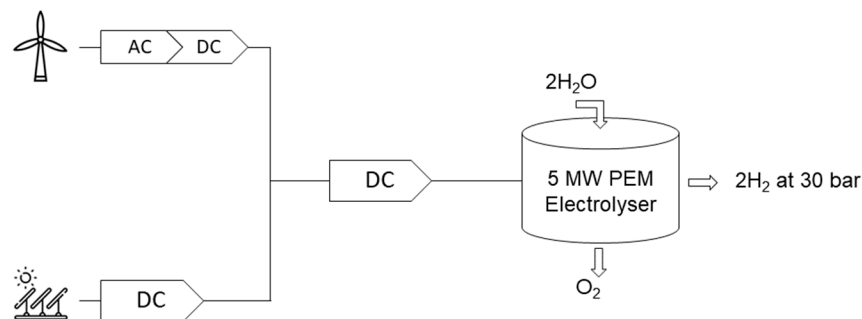 AC DC
2H₂O
DC
5 MW PEM
Electrolyser
2H₂ at 30 bar
O₂
DC